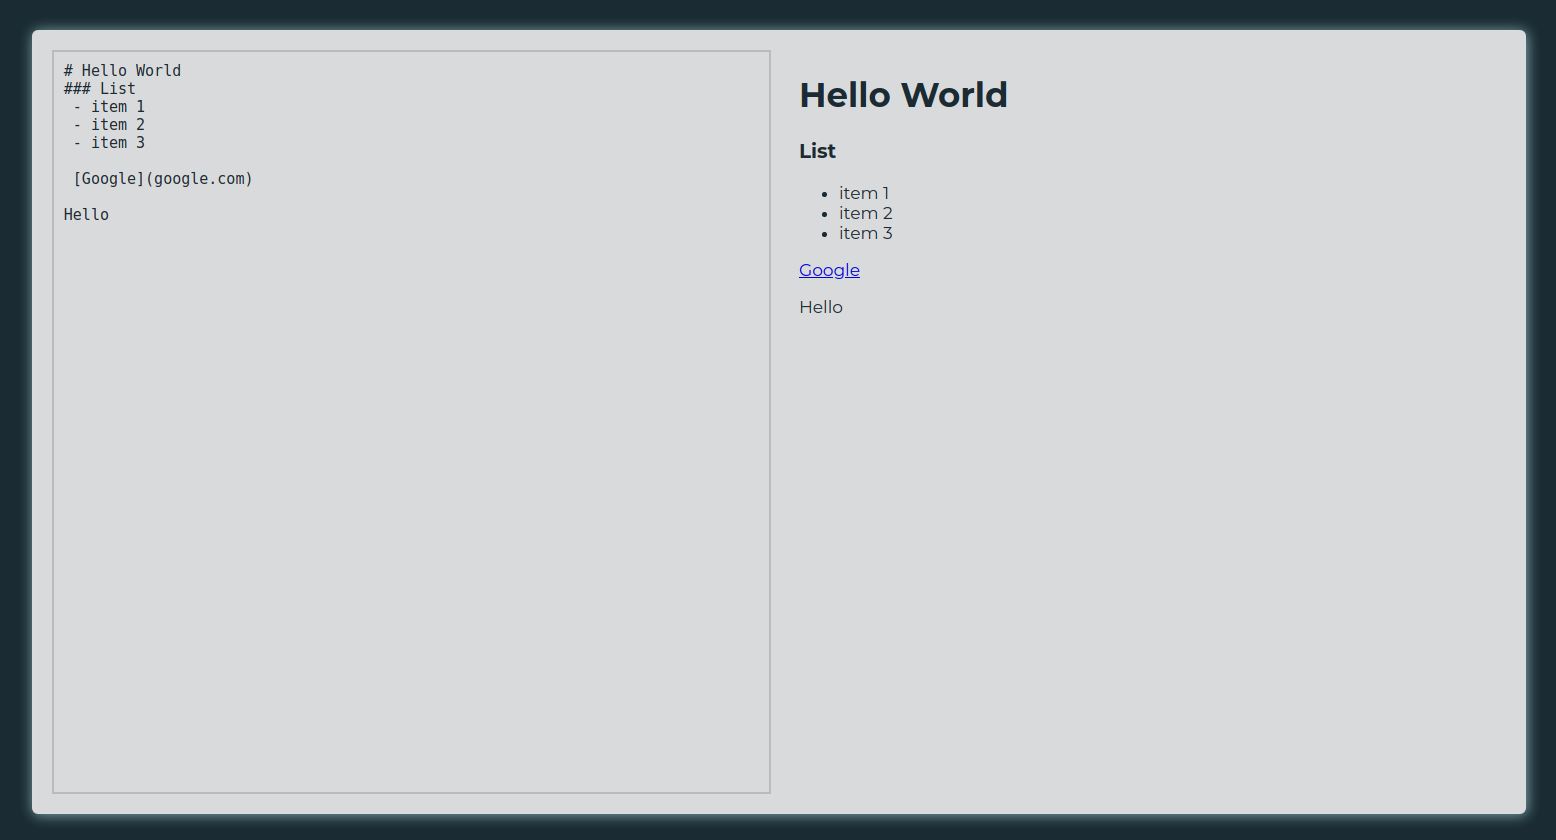 # Hello World
### List
 - item 1
 - item 2
 - item 3
 [Google](google.com)
Hello
Hello World
List
• item 1
• item 2
• item 3
Google
Hello